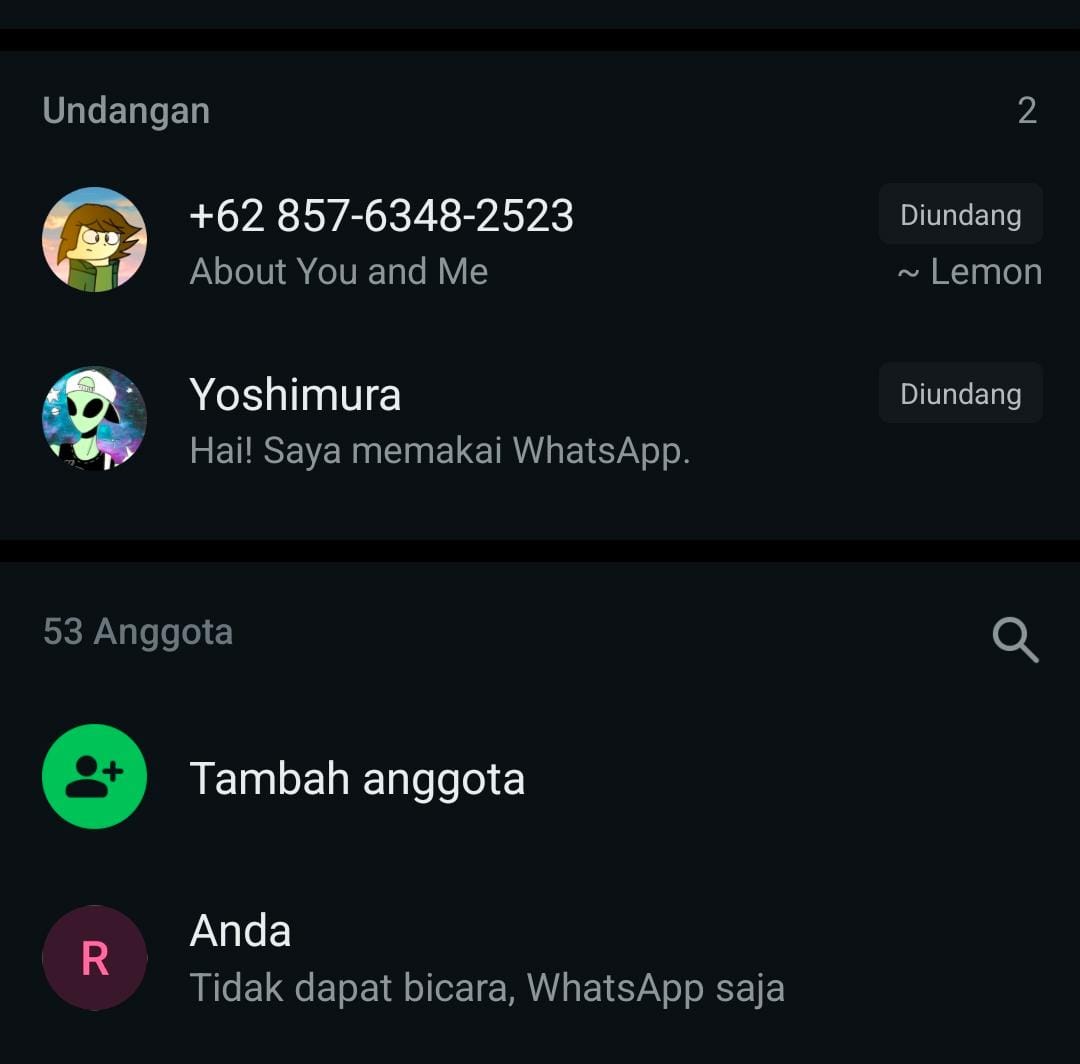 Undangan 2
+62 857-6348-2523 Diundang
About You and Me ~ Lemon
Yoshimura Diundang
Hai! Saya memakai WhatsApp.
53 Anggota
Tambah anggota
R Anda
Tidak dapat bicara, WhatsApp saja